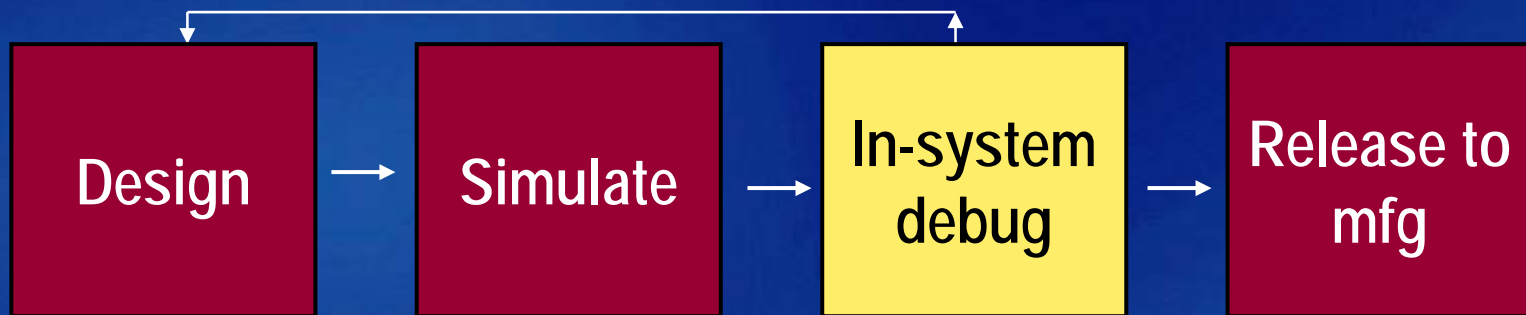 Design
Simulate
In-system
debug
Release to
mfg